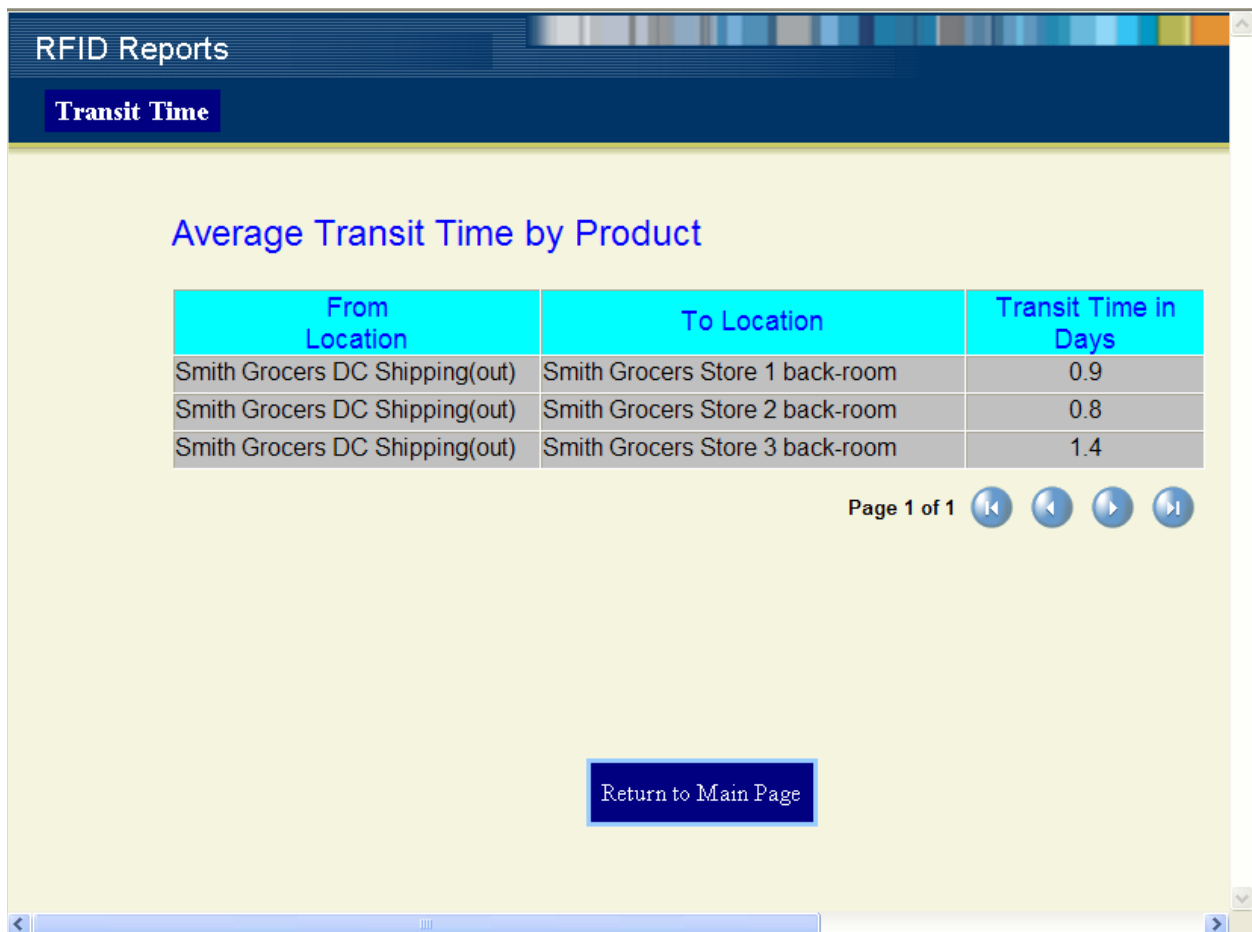 RFID Reports
Transit Time
Average Transit Time by Product
From
Location
To Location
Transit Time in
Days
Smith Grocers DC Shipping(out) Smith Grocers Store 1 back-room 0.9
Smith Grocers DC Shipping(out) Smith Grocers Store 2 back-room 0.8
Smith Grocers DC Shipping(out) Smith Grocers Store 3 back-room 1.4
Page 1 of 1
Return to Main Page